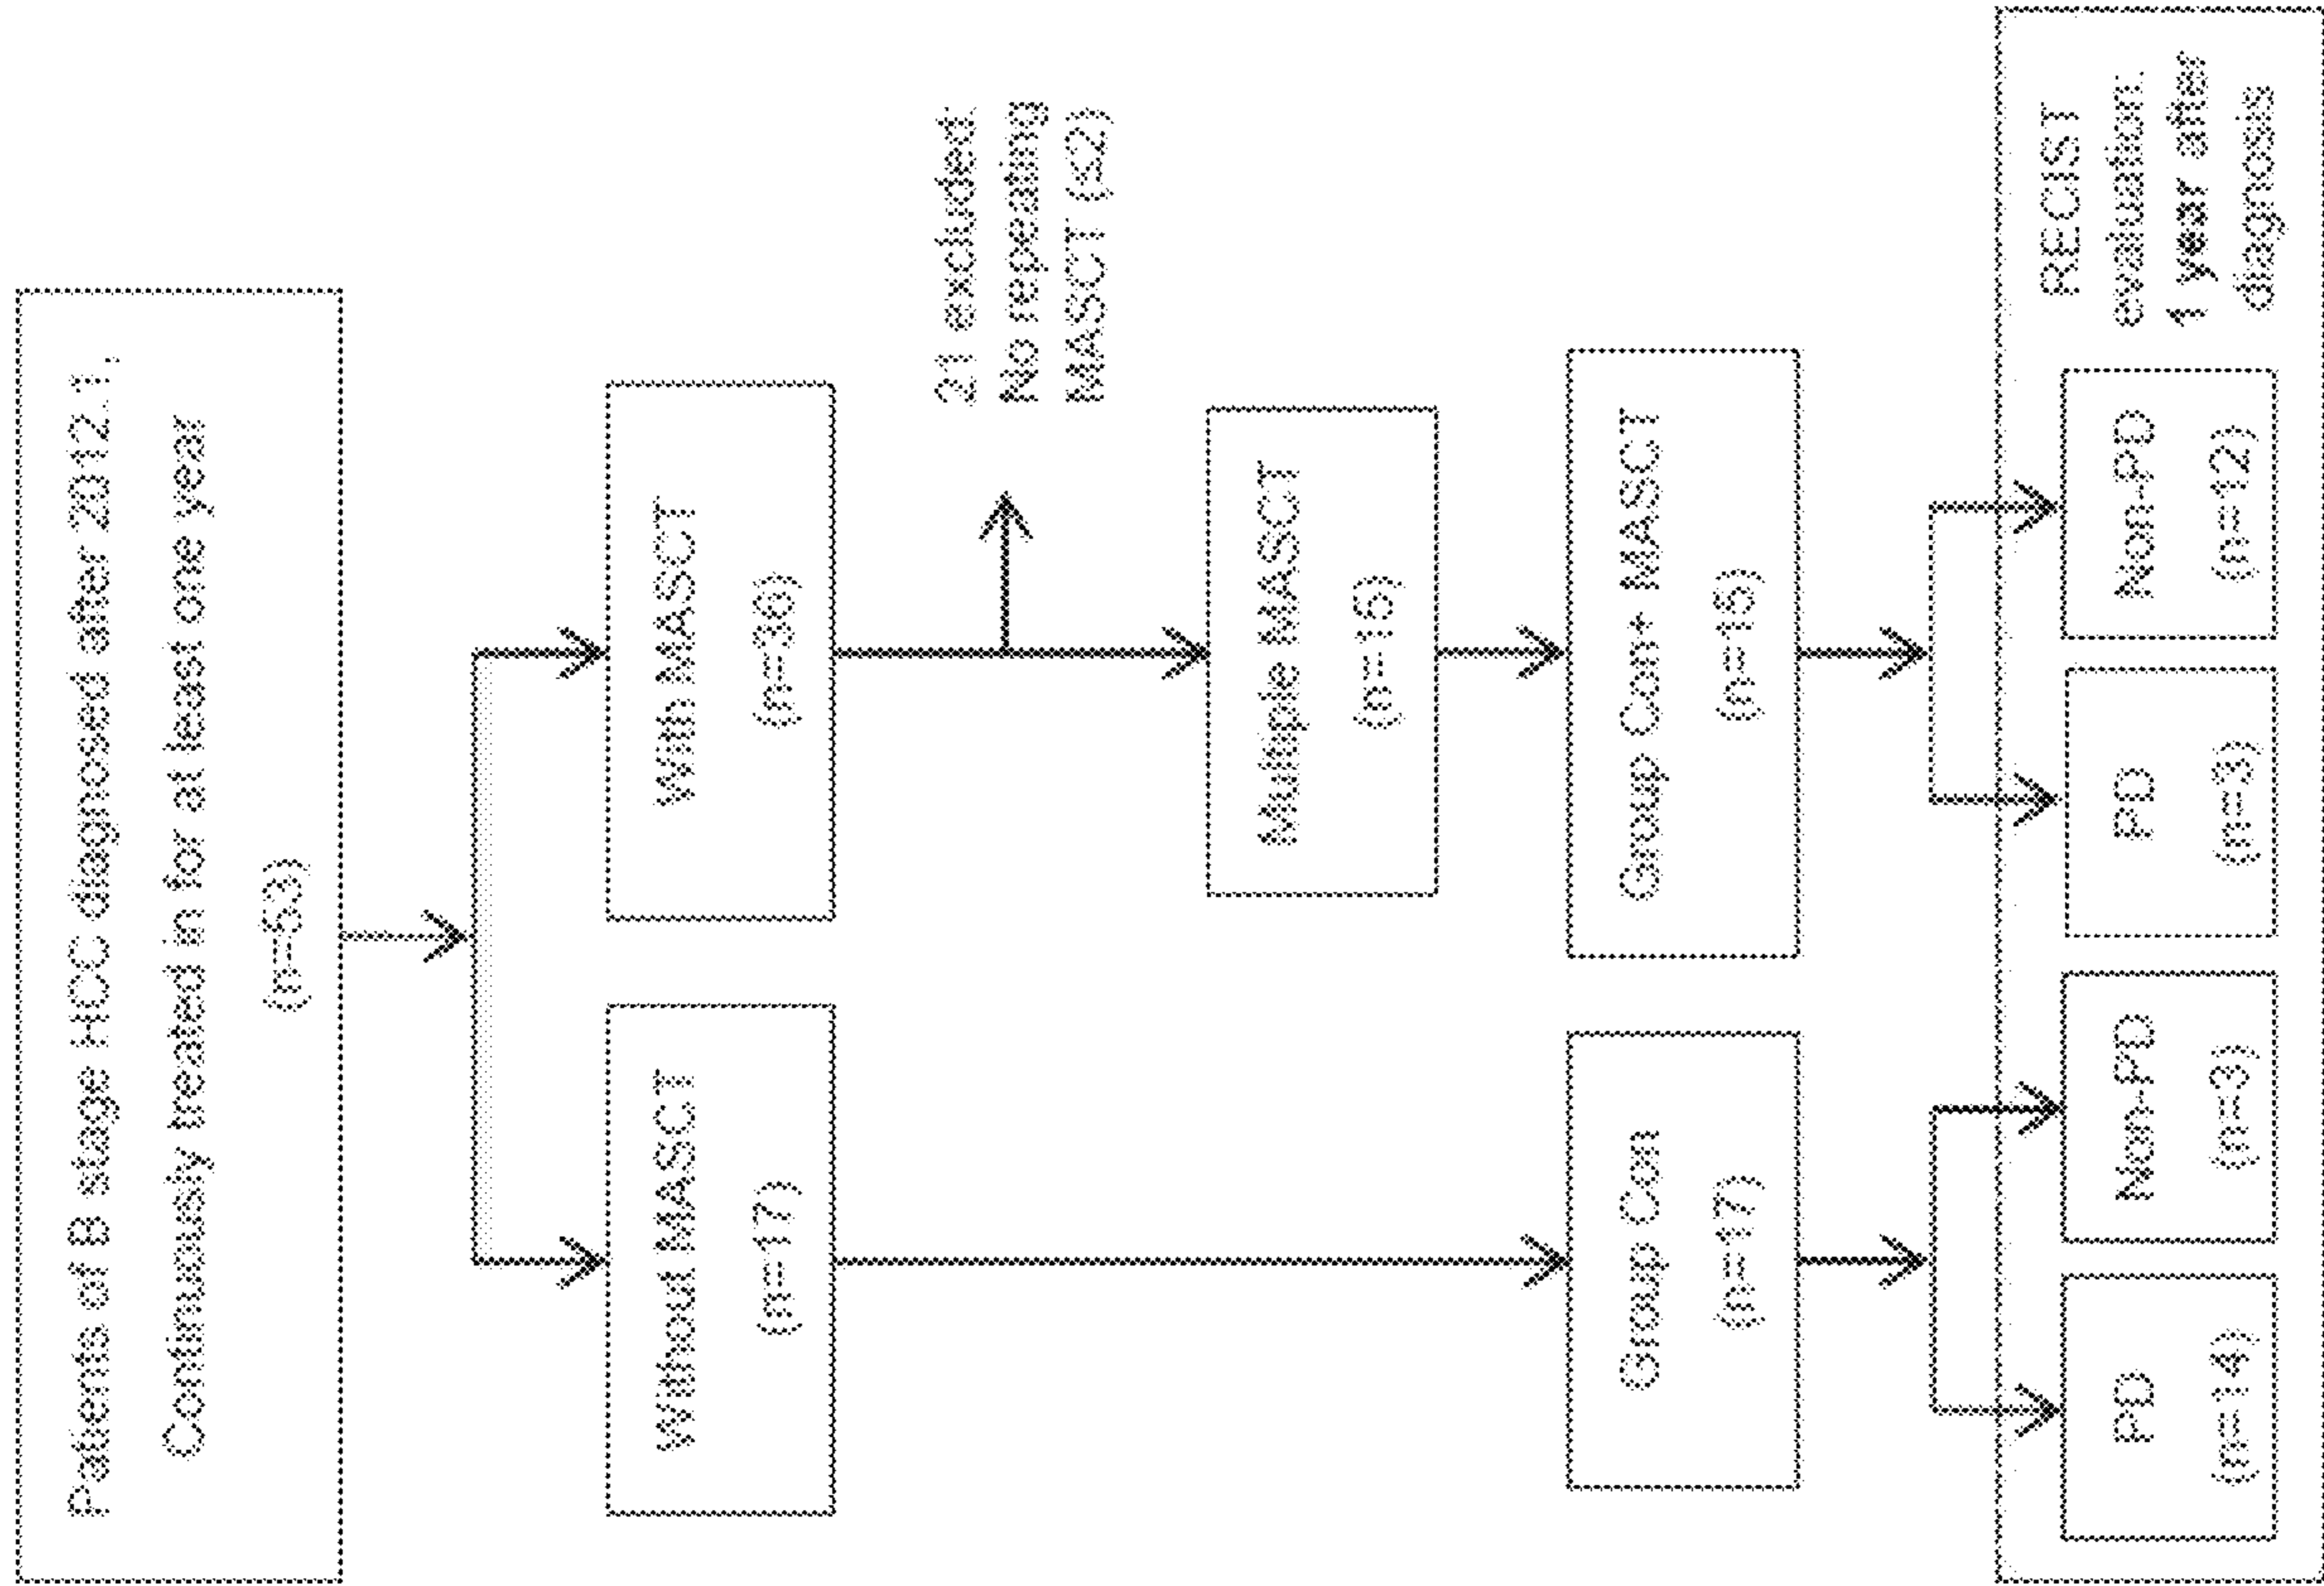 Patients of B stage HCC diagnosed after 2012.1,
Continuously treated in for at least one year
(n=53)
Without MASCT
(n=17)
With MASCT
(n=36)
21 excluded.
No repeating
MASCT (≤2)
Multiple MASCT
(n=15)
Group Con
(n=17)
Group Con+ MASCT
(n=15)
PD
(n=14)
Non-PD
(n=3)
PD
(n=3)
Non-PD
(n=12)
RECIST
evaluation.
1 year after
diagnosis